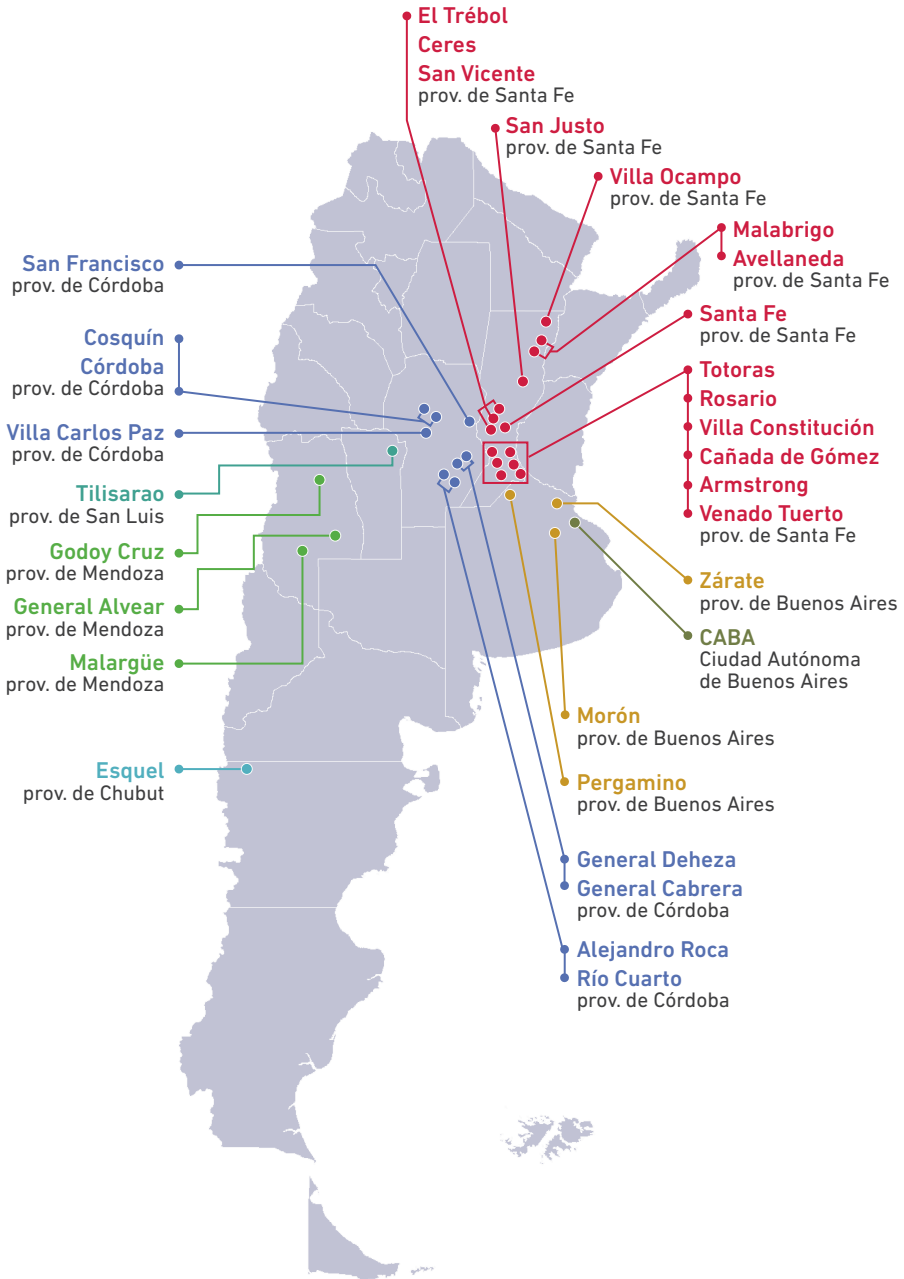 El Trébol
Ceres
San Vicente
prov. de Santa Fe
San Justo
prov. de Santa Fe
Villa Ocampo
prov. de Santa Fe
Malabrigo
Avellaneda
prov. de Santa Fe
Santa Fe
prov. de Santa Fe
Totoras
Rosario
Villa Constitución
Cañada de Gómez
Armstrong
Venado Tuerto
prov. de Santa Fe
Zárate
prov. de Buenos Aires
CABA
Ciudad Autónoma
de Buenos Aires
Morón
prov. de Buenos Aires
Pergamino
prov. de Buenos Aires
General Deheza
General Cabrera
prov. de Córdoba
Alejandro Roca
Río Cuarto
prov. de Córdoba
San Francisco
prov. de Córdoba
Cosquín
Córdoba
prov. de Córdoba
Villa Carlos Paz
prov. de Córdoba
Tilisarao
prov. de San Luis
Godoy Cruz
prov. de Mendoza
General Alvear
prov. de Mendoza
Malargüe
prov. de Mendoza
Esquel
prov. de Chubut